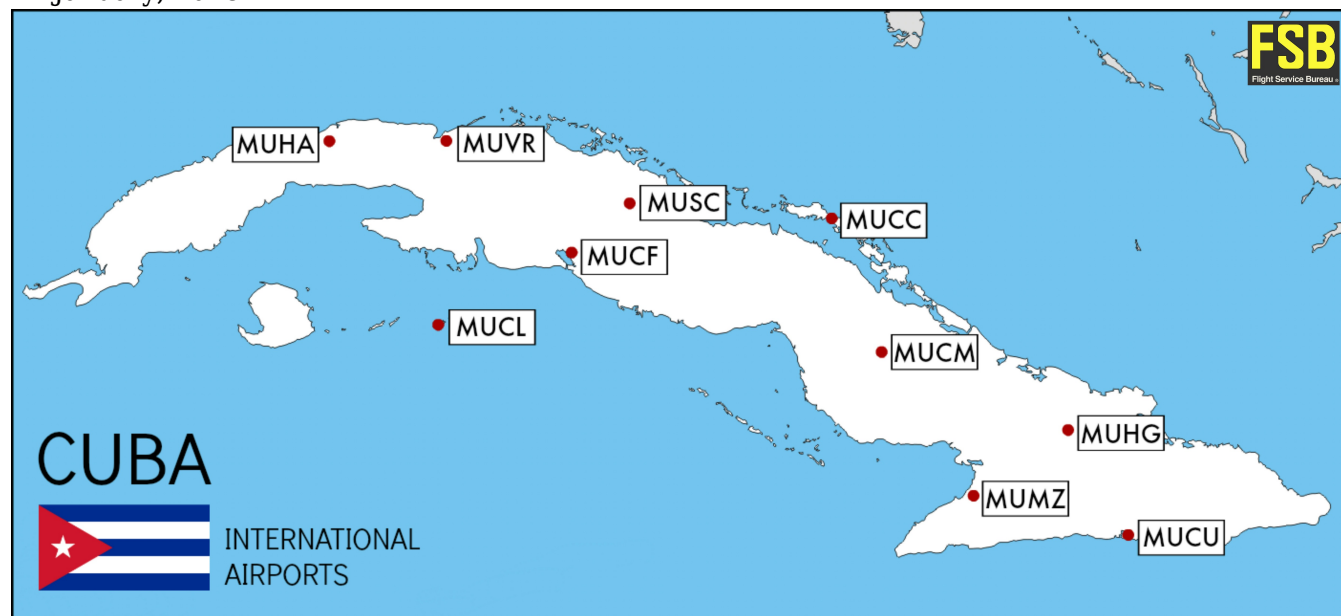 FSB
Flight Service Bureau
MUHA
MUVR
MUSC
MUCC
MUCF
MUCL
MUCM
MUHG
MUMZ
MUCU
CUBA
INTERNATIONAL
AIRPORTS